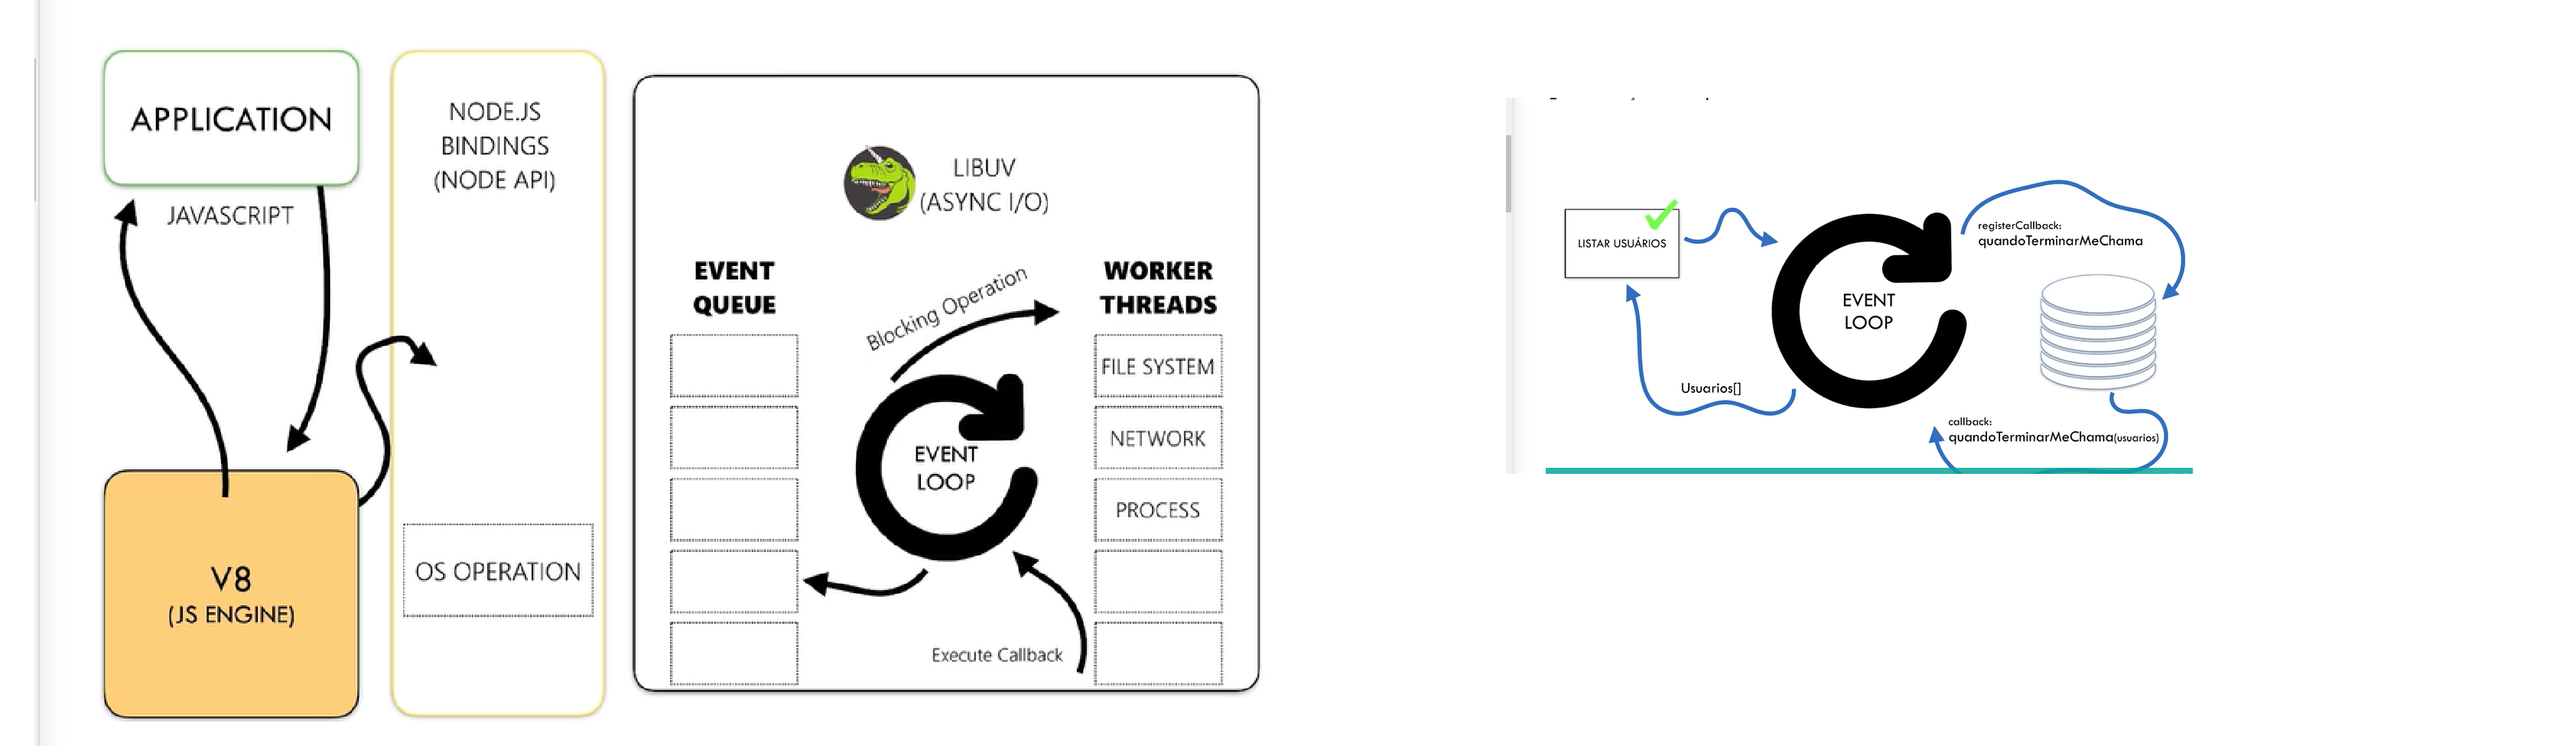 APPLICATION
JAVASCRIPT
V8
(JS ENGINE)
NODE.JS
BINDINGS
(NODE API)
OS OPERATION
LIBUV
(ASYNC I/O)
EVENT
QUEUE
Blocking Operation
WORKER
THREADS
FILE SYSTEM
NETWORK
PROCESS
EVENT
LOOP
Execute Callback
LISTAR USUÁRIOS
EVENT
LOOP
registerCallback:
quandoTerminarMeChama
Usuarios[]
callback:
quandoTerminarMeChama(usuarios)